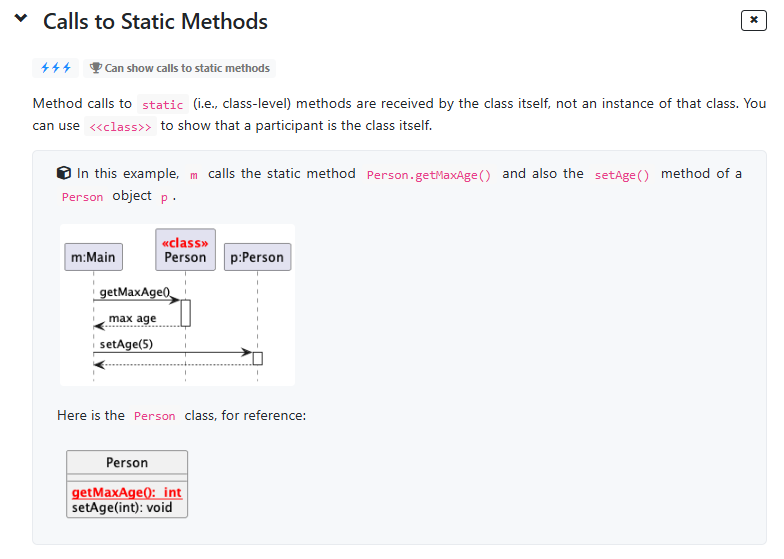 Calls to Static Methods
Can show calls to static methods
Method calls to static (i.e., class-level) methods are received by the class itself, not an instance of that class. You
can use <<class>> to show that a participant is the class itself.
In this example, m calls the static method Person.getMaxAge() and also the setAge() method of a
Person object p .
«class»
m:Main Person p:Person
getMaxAge()
max age
setAge(5)
Here is the Person class, for reference:
Person
getMaxAge(): int
setAge(int): void